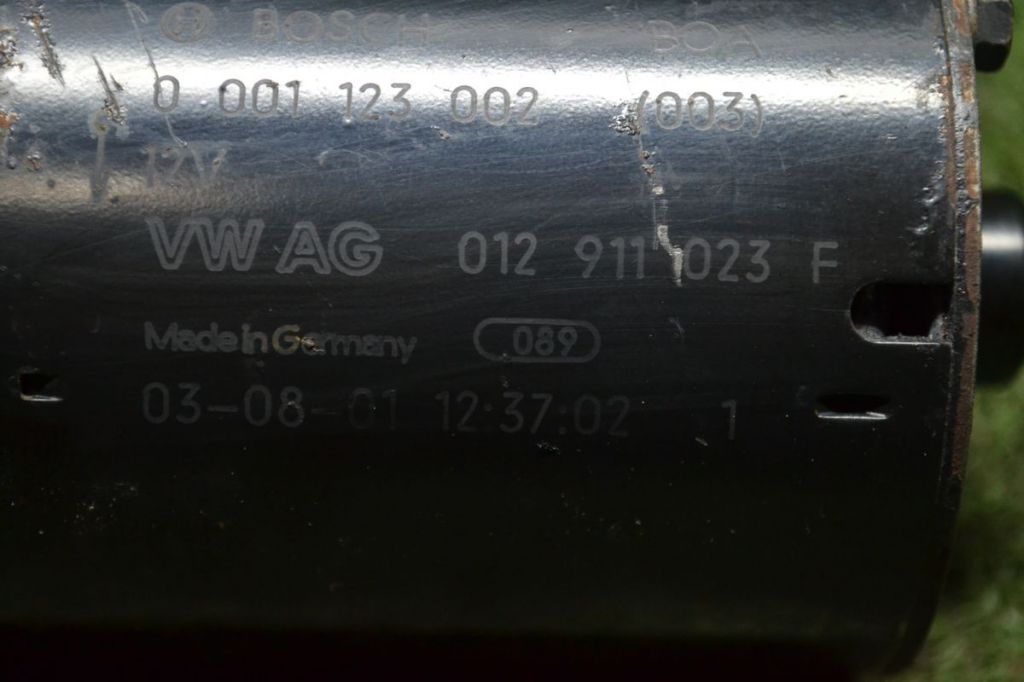 BOSCH BOA
0 001 123 002 (003)
12V
VW AG 012 911 023 F
Made in Germany 089
03-08-01 12:37:02 1